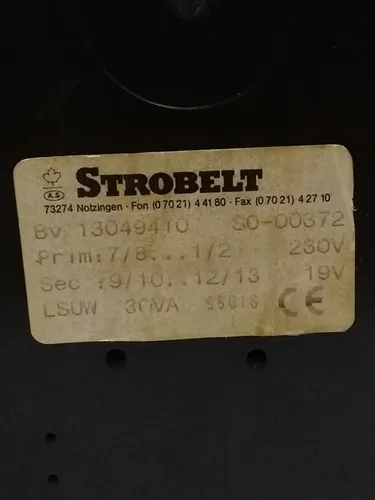 A.S
STROBELT
73274 Notzingen · Fon (0 70 21) 4 41 80 · Fax (0 70 21) 4 27 10
Bv 13049410 SO-00372
Prim:7/8...1/2 230V
Sec :9/10..12/13 19V
LSUW 30VA CE